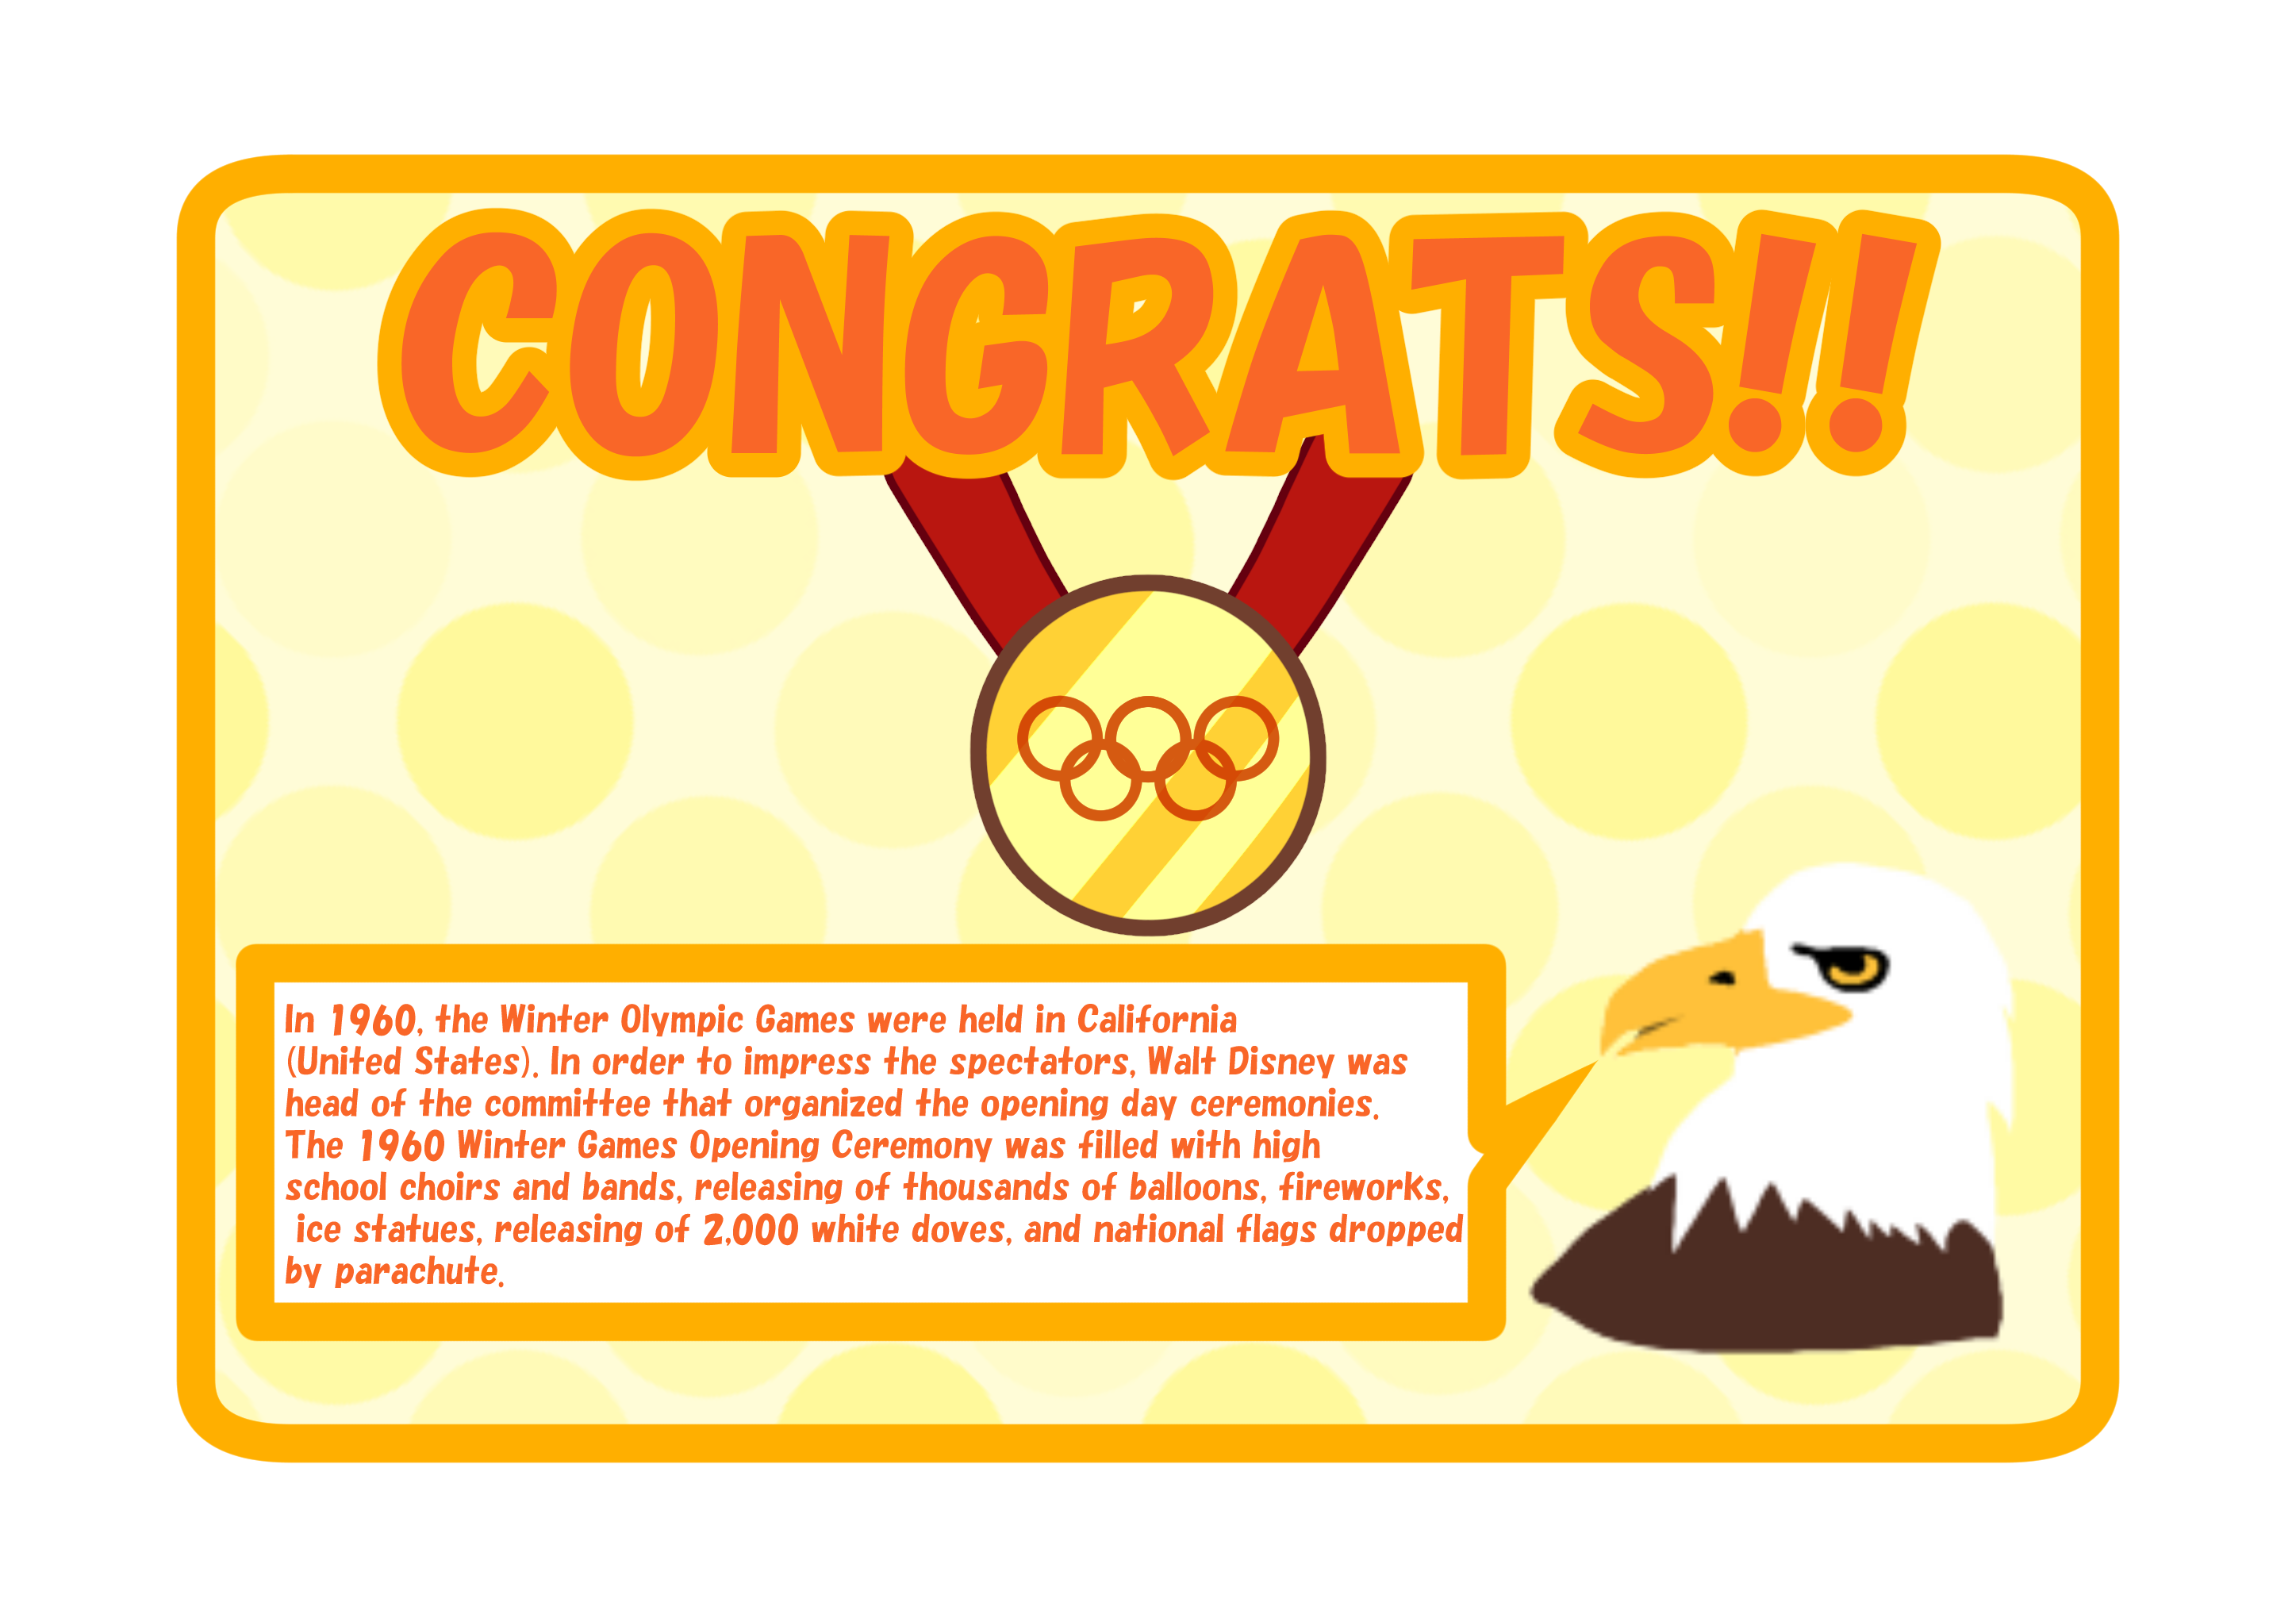 CONGRATS!!
In 1960, the Winter Olympic Games were held in California
(United States). In order to impress the spectators, Walt Disney was
head of the committee that organized the opening day ceremonies.
The 1960 Winter Games Opening Ceremony was filled with high
school choirs and bands, releasing of thousands of balloons, fireworks,
ice statues, releasing of 2,000 white doves, and national flags dropped
by parachute.